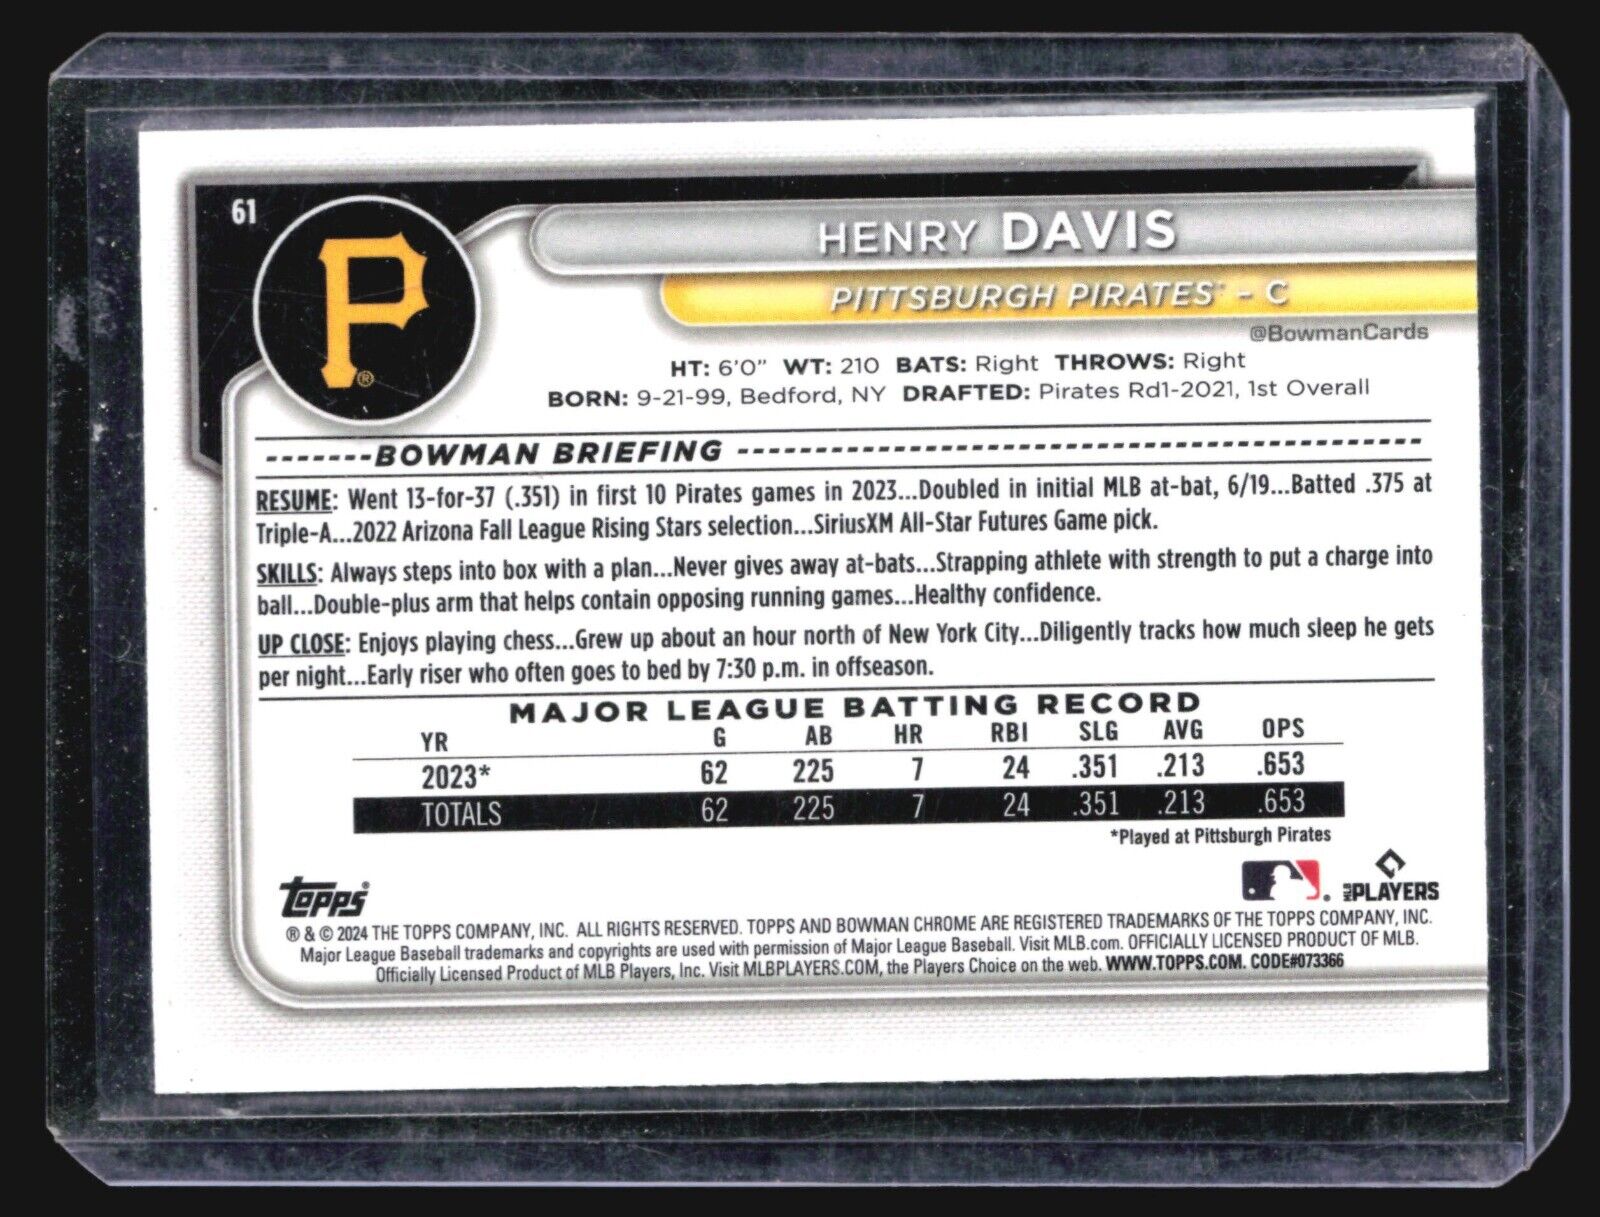 61
P ®
HENRY DAVIS
PITTSBURGH PIRATES™ - C
@BowmanCards
HT: 6'0" WT: 210 BATS: Right THROWS: Right
BORN: 9-21-99, Bedford, NY DRAFTED: Pirates Rd1-2021, 1st Overall
-------BOWMAN BRIEFING ------------------------------------------------
RESUME: Went 13-for-37 (.351) in first 10 Pirates games in 2023...Doubled in initial MLB at-bat, 6/19...Batted .375 at
Triple-A...2022 Arizona Fall League Rising Stars selection...SiriusXM All-Star Futures Game pick.
SKILLS: Always steps into box with a plan...Never gives away at-bats...Strapping athlete with strength to put a charge into
ball...Double-plus arm that helps contain opposing running games...Healthy confidence.
UP CLOSE: Enjoys playing chess...Grew up about an hour north of New York City...Diligently tracks how much sleep he gets
per night...Early riser who often goes to bed by 7:30 p.m. in offseason.
MAJOR LEAGUE BATTING RECORD
YR G AB HR RBI SLG AVG OPS
2023* 62 225 7 24 .351 .213 .653
TOTALS 62 225 7 24 .351 .213 .653
*Played at Pittsburgh Pirates
Topps® MLB PLAYERS
® & © 2024 THE TOPPS COMPANY, INC. ALL RIGHTS RESERVED. TOPPS AND BOWMAN CHROME ARE REGISTERED TRADEMARKS OF THE TOPPS COMPANY, INC.
Major League Baseball trademarks and copyrights are used with permission of Major League Baseball. Visit MLB.com. OFFICIALLY LICENSED PRODUCT OF MLB.
Officially Licensed Product of MLB Players, Inc. Visit MLBPLAYERS.COM, the Players Choice on the web. WWW.TOPPS.COM. CODE#073366